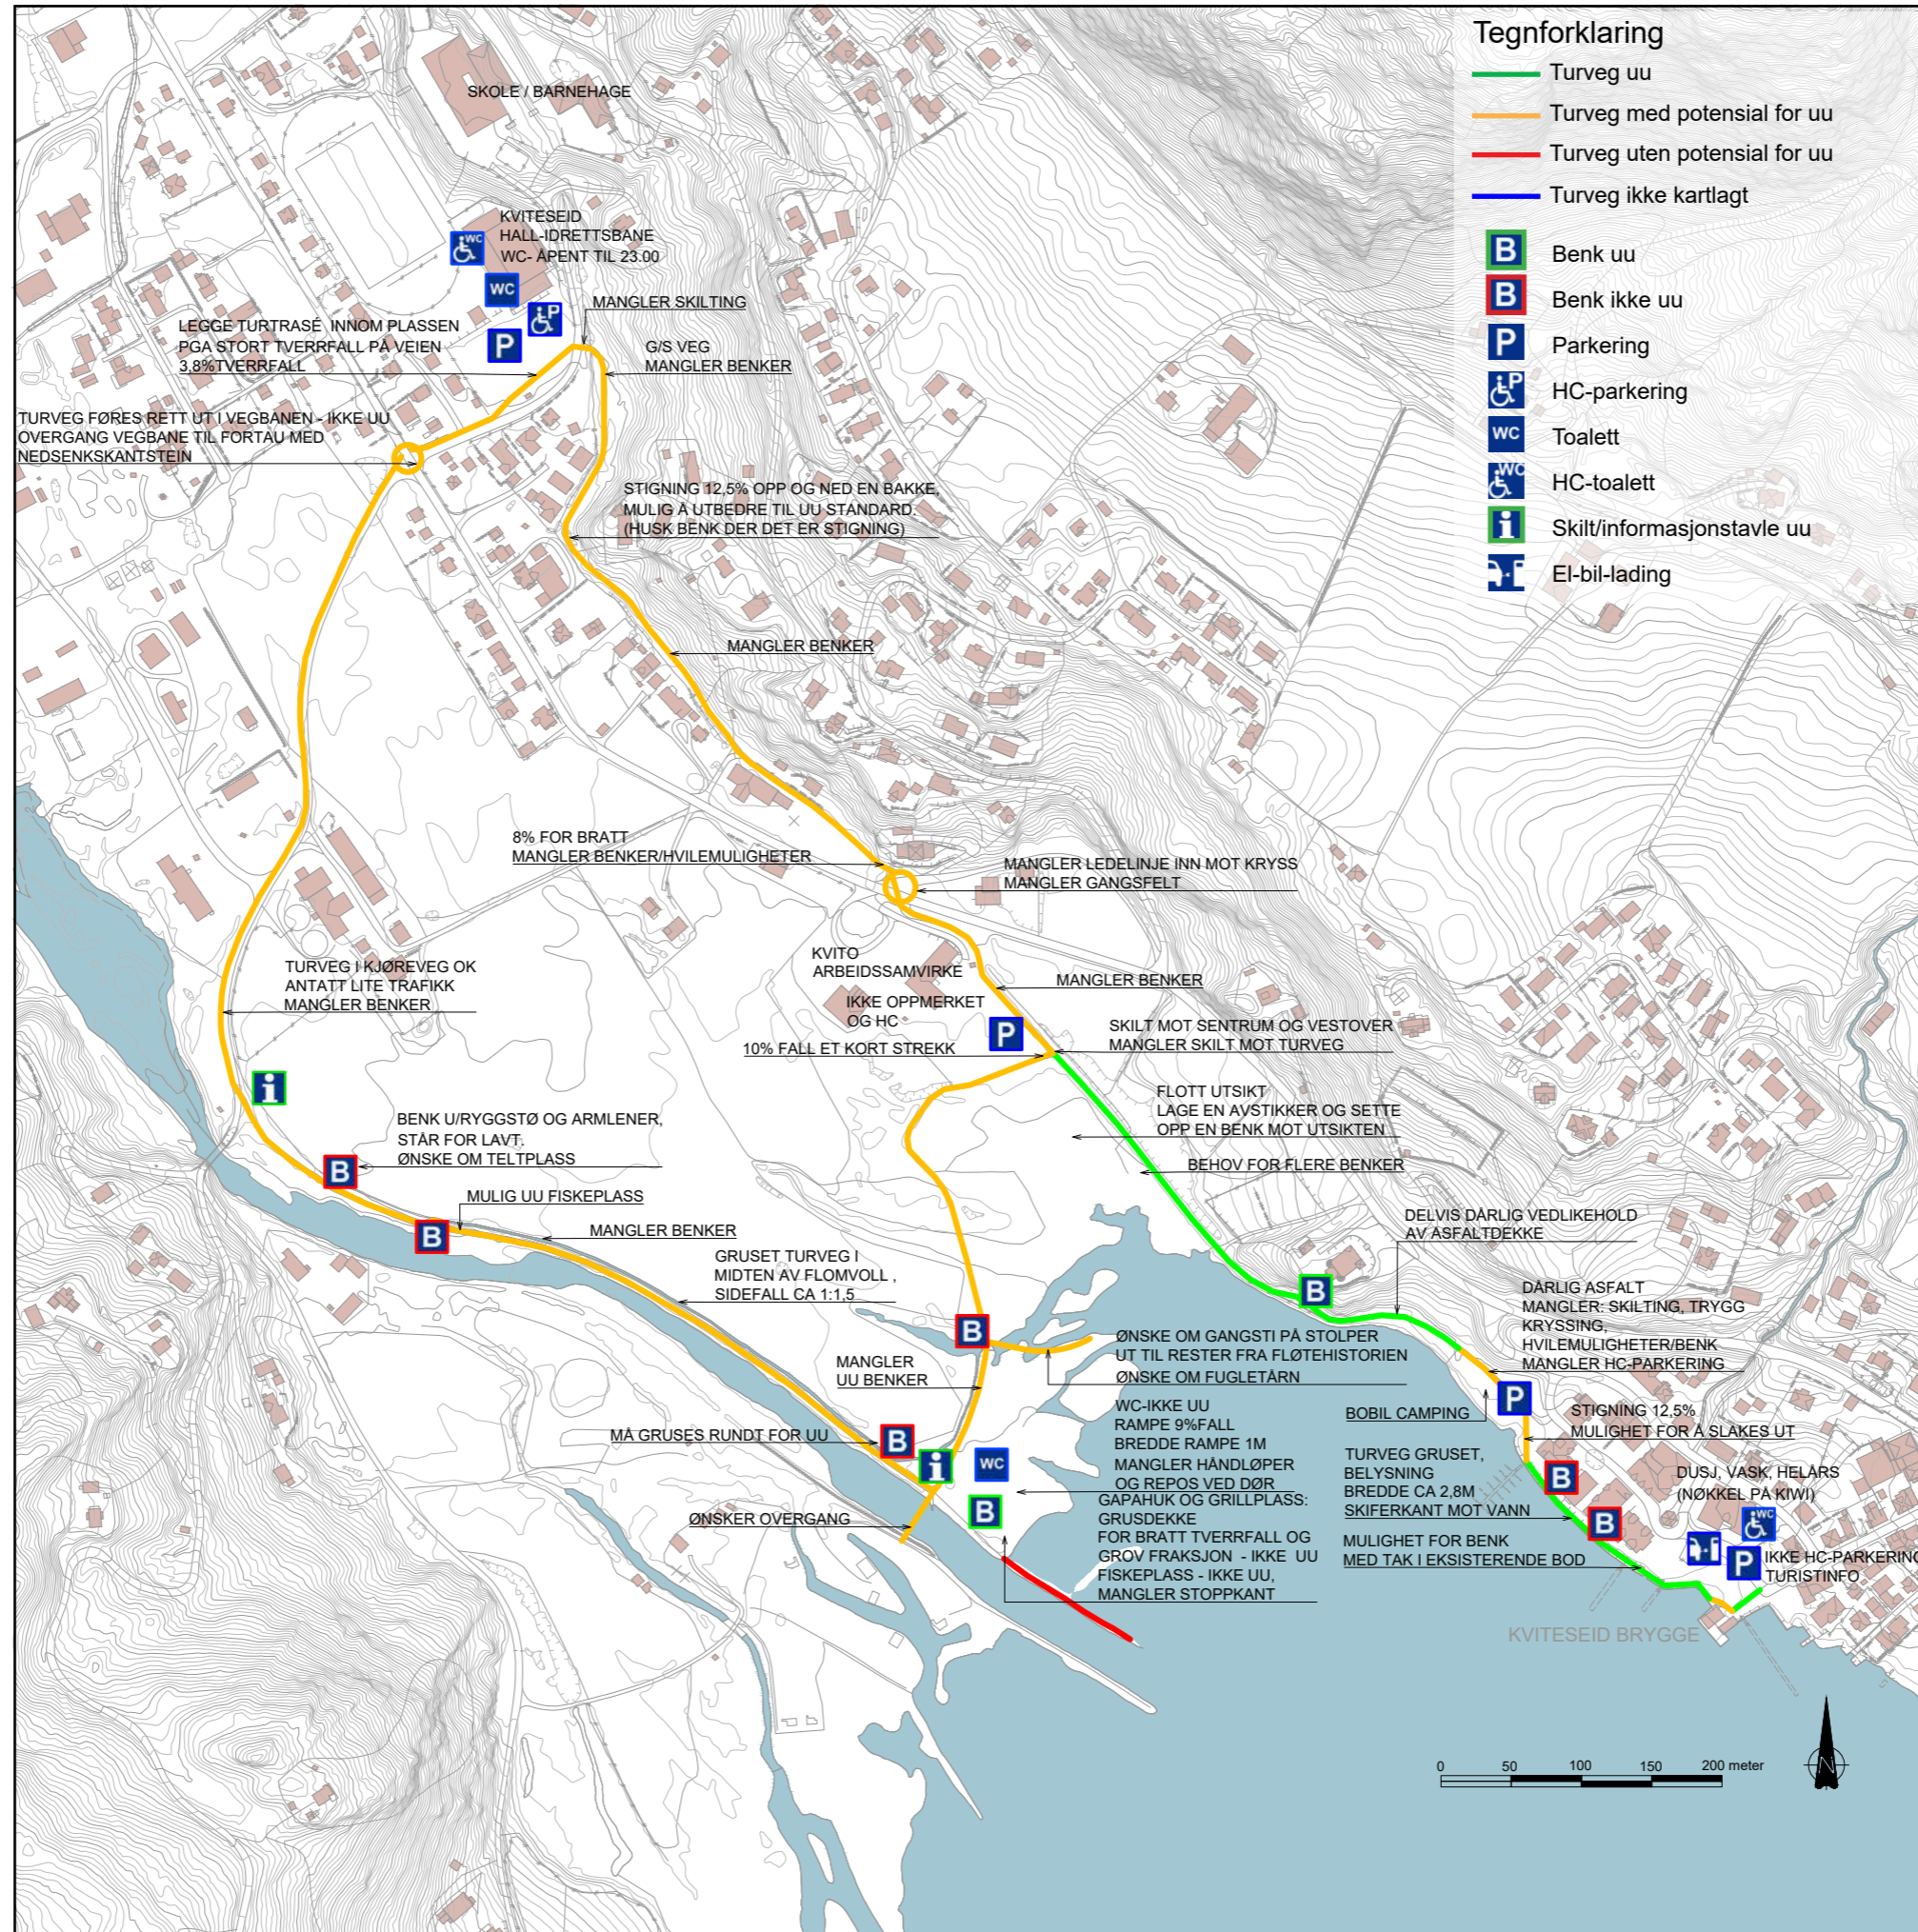 Tegnforklaring
Turveg uu
Turveg med potensial for uu
Turveg uten potensial for uu
Turveg ikke kartlagt
B
Benk uu
B
Benk ikke uu
P
Parkering
P
HC-parkering
WC
Toalett
WC
HC-toalett
i
Skilt/informasjonstavle uu
El-bil-lading
SKOLE / BARNEHAGE
KVITESEID
HALL-IDRETTSBANE
WC- ÅPENT TIL 23.00
WC
WC
P
P
MANGLER SKILTING
LEGGE TURTRASÉ INNOM PLASSEN
PGA STORT TVERRFALL PÅ VEIEN
3,8%TVERRFALL
G/S VEG
MANGLER BENKER
TURVEG FØRES RETT UT I VEGBANEN - IKKE UU
OVERGANG VEGBANE TIL FORTAU MED
NEDSENKSKANTSTEIN
STIGNING 12,5% OPP OG NED EN BAKKE,
MULIG Å UTBEDRE TIL UU STANDARD.
(HUSK BENK DER DET ER STIGNING)
MANGLER BENKER
8% FOR BRATT
MANGLER BENKER/HVILEMULIGHETER
MANGLER LEDELINJE INN MOT KRYSS
MANGLER GANGSFELT
KVITO
ARBEIDSSAMVIRKE
IKKE OPPMERKET
OG HC
P
MANGLER BENKER
TURVEG I KJØREVEG OK
ANTATT LITE TRAFIKK
MANGLER BENKER
10% FALL ET KORT STREKK
SKILT MOT SENTRUM OG VESTOVER
MANGLER SKILT MOT TURVEG
i
FLOTT UTSIKT
LAGE EN AVSTIKKER OG SETTE
OPP EN BENK MOT UTSIKTEN
BENK U/RYGGSTØ OG ARMLENER,
STÅR FOR LAVT.
ØNSKE OM TELTPLASS
B
BEHOV FOR FLERE BENKER
MULIG UU FISKEPLASS
B
MANGLER BENKER
DELVIS DÅRLIG VEDLIKEHOLD
AV ASFALTDEKKE
GRUSET TURVEG I
MIDTEN AV FLOMVOLL ,
SIDEFALL CA 1:1,5
B
DÅRLIG ASFALT
MANGLER: SKILTING, TRYGG
KRYSSING,
HVILEMULIGHETER/BENK
MANGLER HC-PARKERING
B
ØNSKE OM GANGSTI PÅ STOLPER
UT TIL RESTER FRA FLØTEHISTORIEN
ØNSKE OM FUGLETÅRN
MANGLER
UU BENKER
P
BOBIL CAMPING
STIGNING 12,5%
MULIGHET FOR Å SLAKES UT
WC-IKKE UU
RAMPE 9%FALL
BREDDE RAMPE 1M
MANGLER HÅNDLØPER
OG REPOS VED DØR
MÅ GRUSES RUNDT FOR UU
B
i
WC
B
GAPAHUK OG GRILLPLASS:
GRUSDEKKE
FOR BRATT TVERRFALL OG
GROV FRAKSJON - IKKE UU
FISKEPLASS - IKKE UU,
MANGLER STOPPKANT
ØNSKER OVERGANG
TURVEG GRUSET,
BELYSNING
BREDDE CA 2,8M
SKIFERKANT MOT VANN
MULIGHET FOR BENK
MED TAK I EKSISTERENDE BOD
B
B
DUSJ, VASK, HELÅRS
(NØKKEL PÅ KIWI)
WC
P
IKKE HC-PARKERING
TURISTINFO
KVITESEID BRYGGE
0 50 100 150 200 meter
N